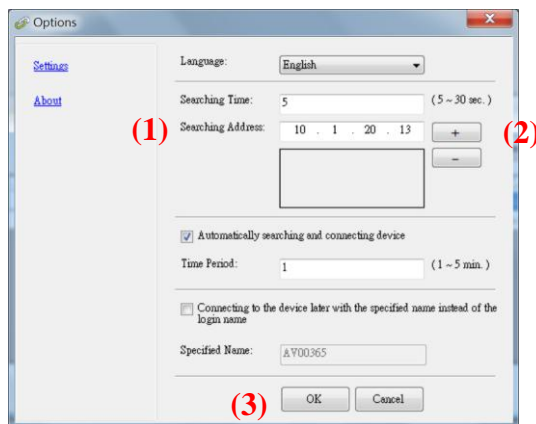 Options
Settings
About
Language: English
Searching Time: 5 (5 ~ 30 sec.)
(1) Searching Address: 10 . 1 . 20 . 13 + (2)
−
Automatically searching and connecting device
Time Period: 1 (1 ~ 5 min.)
Connecting to the device later with the specified name instead of the
login name
Specified Name: AV00365
(3) OK Cancel